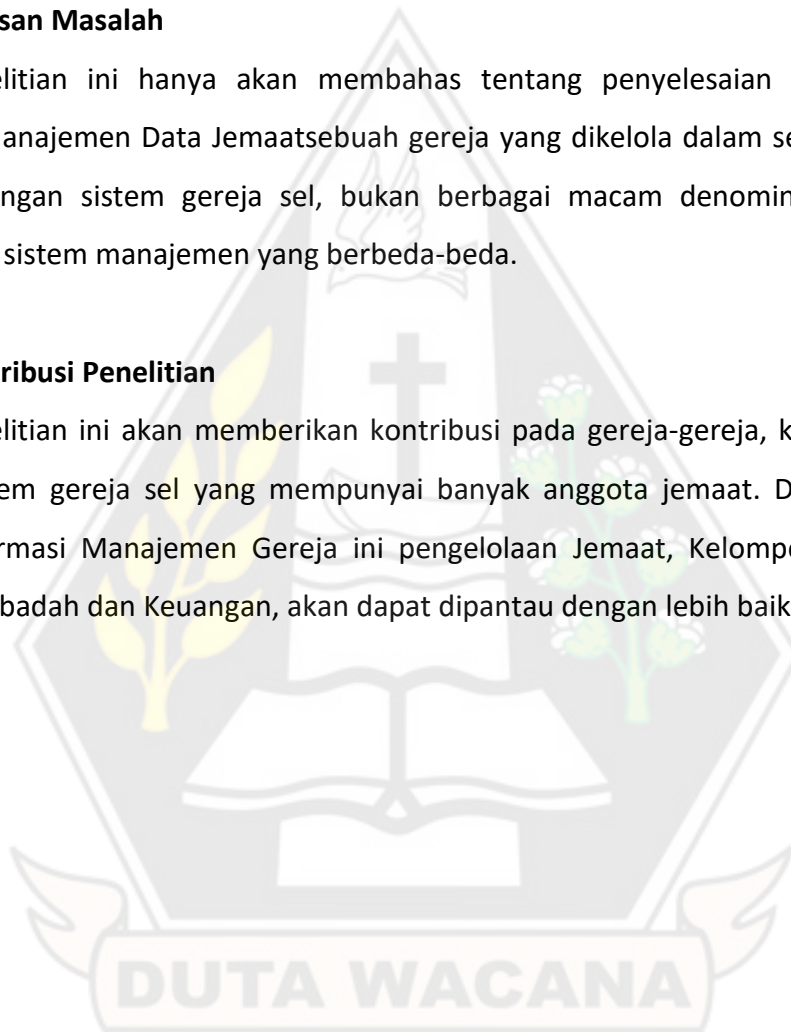 san Masalah
elitian ini hanya akan membahas tentang penyelesaian
anajemen Data Jemaatsebuah gereja yang dikelola dalam se
ngan sistem gereja sel, bukan berbagai macam denomin
sistem manajemen yang berbeda-beda.
ribusi Penelitian
elitian ini akan memberikan kontribusi pada gereja-gereja, k
em gereja sel yang mempunyai banyak anggota jemaat. D
rmasi Manajemen Gereja ini pengelolaan Jemaat, Kelompo
badah dan Keuangan, akan dapat dipantau dengan lebih baik
DUTA WACANA